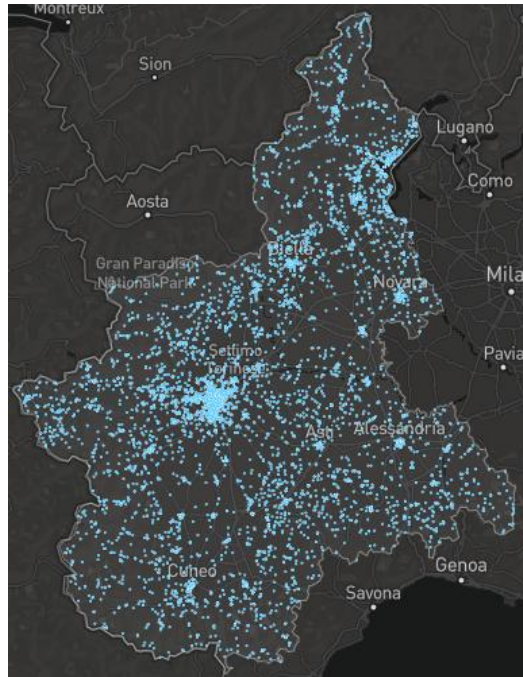 Montreux
Sion
Lugano
Como
Aosta
Gran Paradiso
National Park
Biella
Novara
Mila
Settimo
Torinese
Pavia
Asti
Alessandria
Cuneo
Genoa
Savona